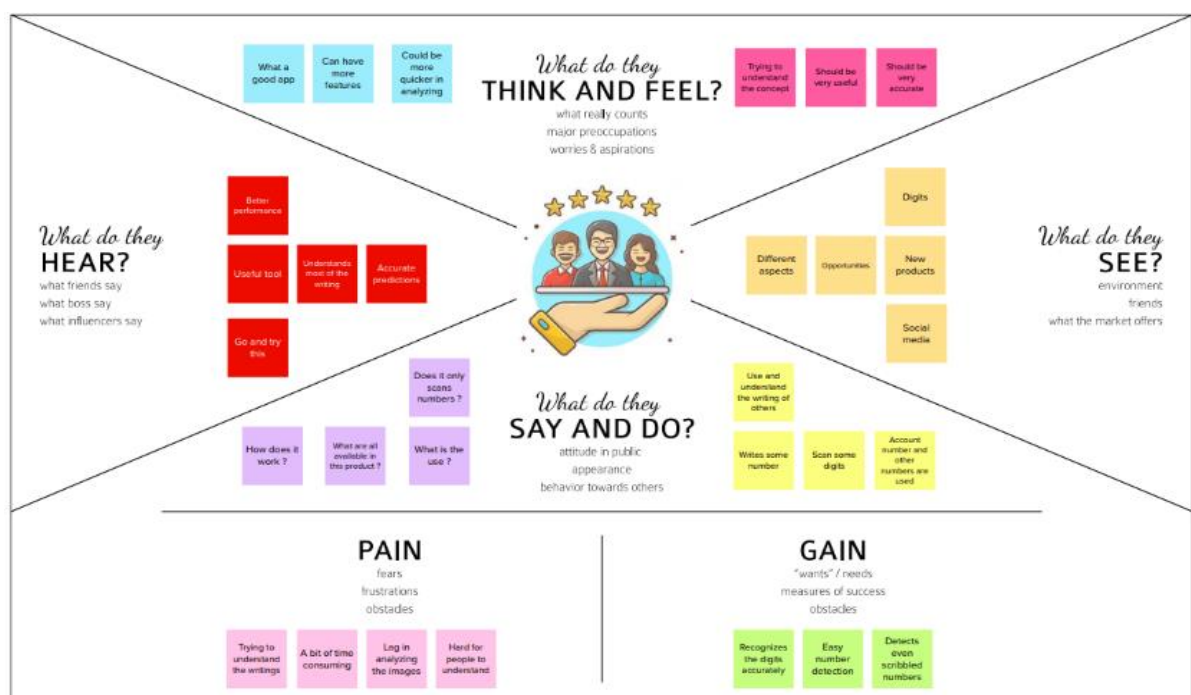 What a
good app
Can have
more
features
Could be
more
quicker in
analyzing
What do they
THINK AND FEEL?
what really counts
major preoccupations
worries & aspirations
Trying to
understand
the concept
Should be
very useful
Should be
very
accurate
What do they
HEAR?
what friends say
what boss say
what influencers say
Better
performance
Useful tool
Understands
most of the
writing
Accurate
predictions
Go and try
this
Digits
Different
aspects
Opportunities
New
products
Social
media
What do they
SEE?
environment
friends
what the market offers
Does it only
scans
numbers ?
How does it
work ?
What are all
available in
this product ?
What is the
use ?
What do they
SAY AND DO?
attitude in public
appearance
behavior towards others
Use and
understand
the writing of
others
Writes some
number
Scan some
digits
Account
number and
other
numbers are
used
PAIN
fears
frustrations
obstacles
Trying to
understand
the writings
A bit of time
consuming
Lag in
analyzing
the images
Hard for
people to
understand
GAIN
"wants" / needs
measures of success
obstacles
Recognizes
the digits
accurately
Easy
number
detection
Detects
even
scribbled
numbers